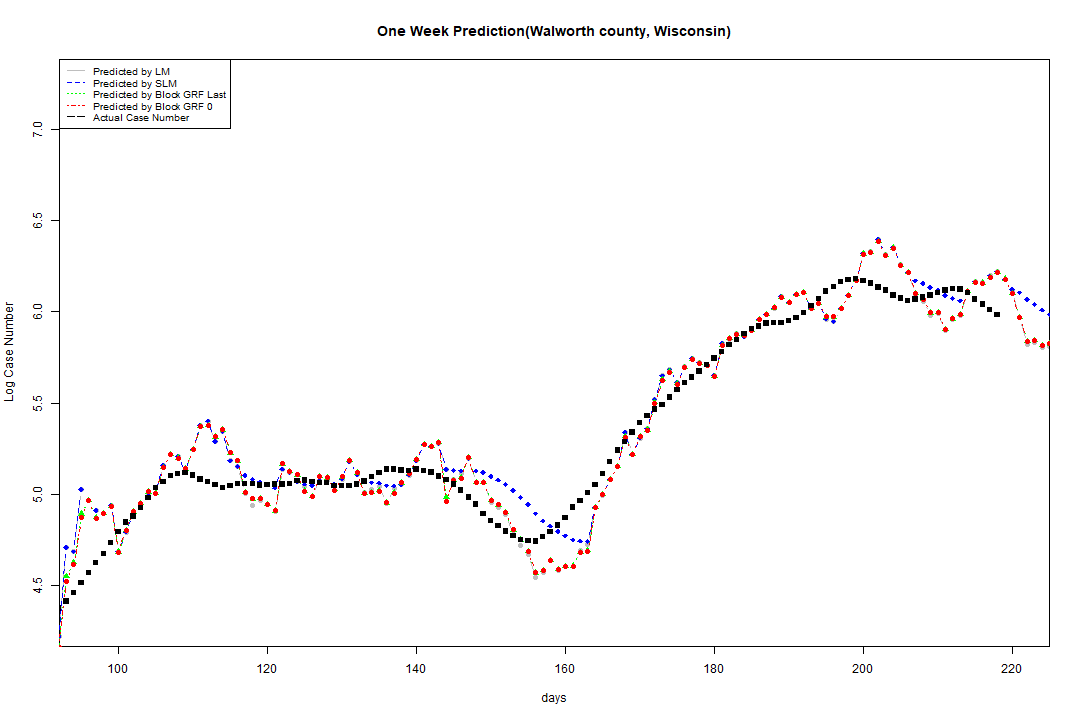 One Week Prediction(Walworth county, Wisconsin)
Predicted by LM
Predicted by SLM
Predicted by Block GRF Last
Predicted by Block GRF 0
Actual Case Number
7.0
6.5
6.0
5.5
5.0
4.5
Log Case Number
100 120 140 160 180 200 220
days